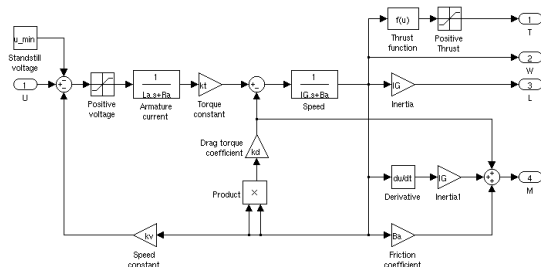 u_min
Standstill
voltage
1
U
Positive
voltage
1
La.s+Ra
Armature
current
kt
Torque
constant
1
IG.s+Ba
Speed
f(u)
Thrust
function
Positive
Thrust
1
T
2
W
IG
Inertia
3
L
Drag torque
coefficient
kd
Product
×
du/dt
Derivative
IG
Inertia1
4
M
kv
Speed
constant
Ba
Friction
coefficient